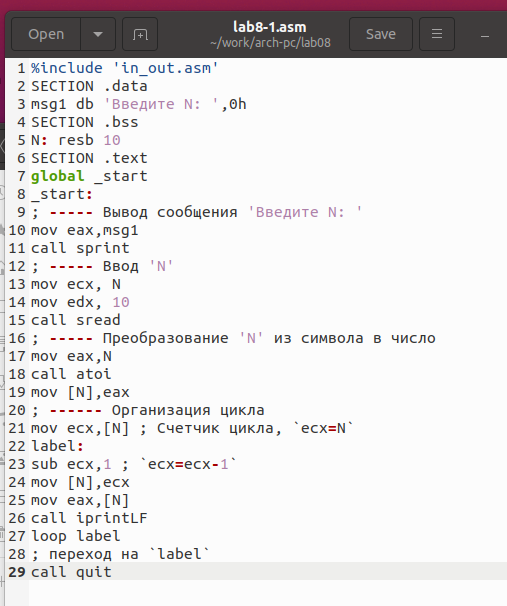 Open
lab8-1.asm
~/work/arch-pc/lab08
Save
1 %include 'in_out.asm'
2 SECTION .data
3 msg1 db 'Введите N: ',0h
4 SECTION .bss
5 N: resb 10
6 SECTION .text
7 global _start
8 _start:
9 ; ----- Вывод сообщения 'Введите N: '
10 mov eax,msg1
11 call sprint
12 ; ----- Ввод 'N'
13 mov ecx, N
14 mov edx, 10
15 call sread
16 ; ----- Преобразование 'N' из символа в число
17 mov eax,N
18 call atoi
19 mov [N],eax
20 ; ------ Организация цикла
21 mov ecx,[N] ; Счетчик цикла, `ecx=N`
22 label:
23 sub ecx,1 ; `ecx=ecx-1`
24 mov [N],ecx
25 mov eax,[N]
26 call iprintLF
27 loop label
28 ; переход на `label`
29 call quit